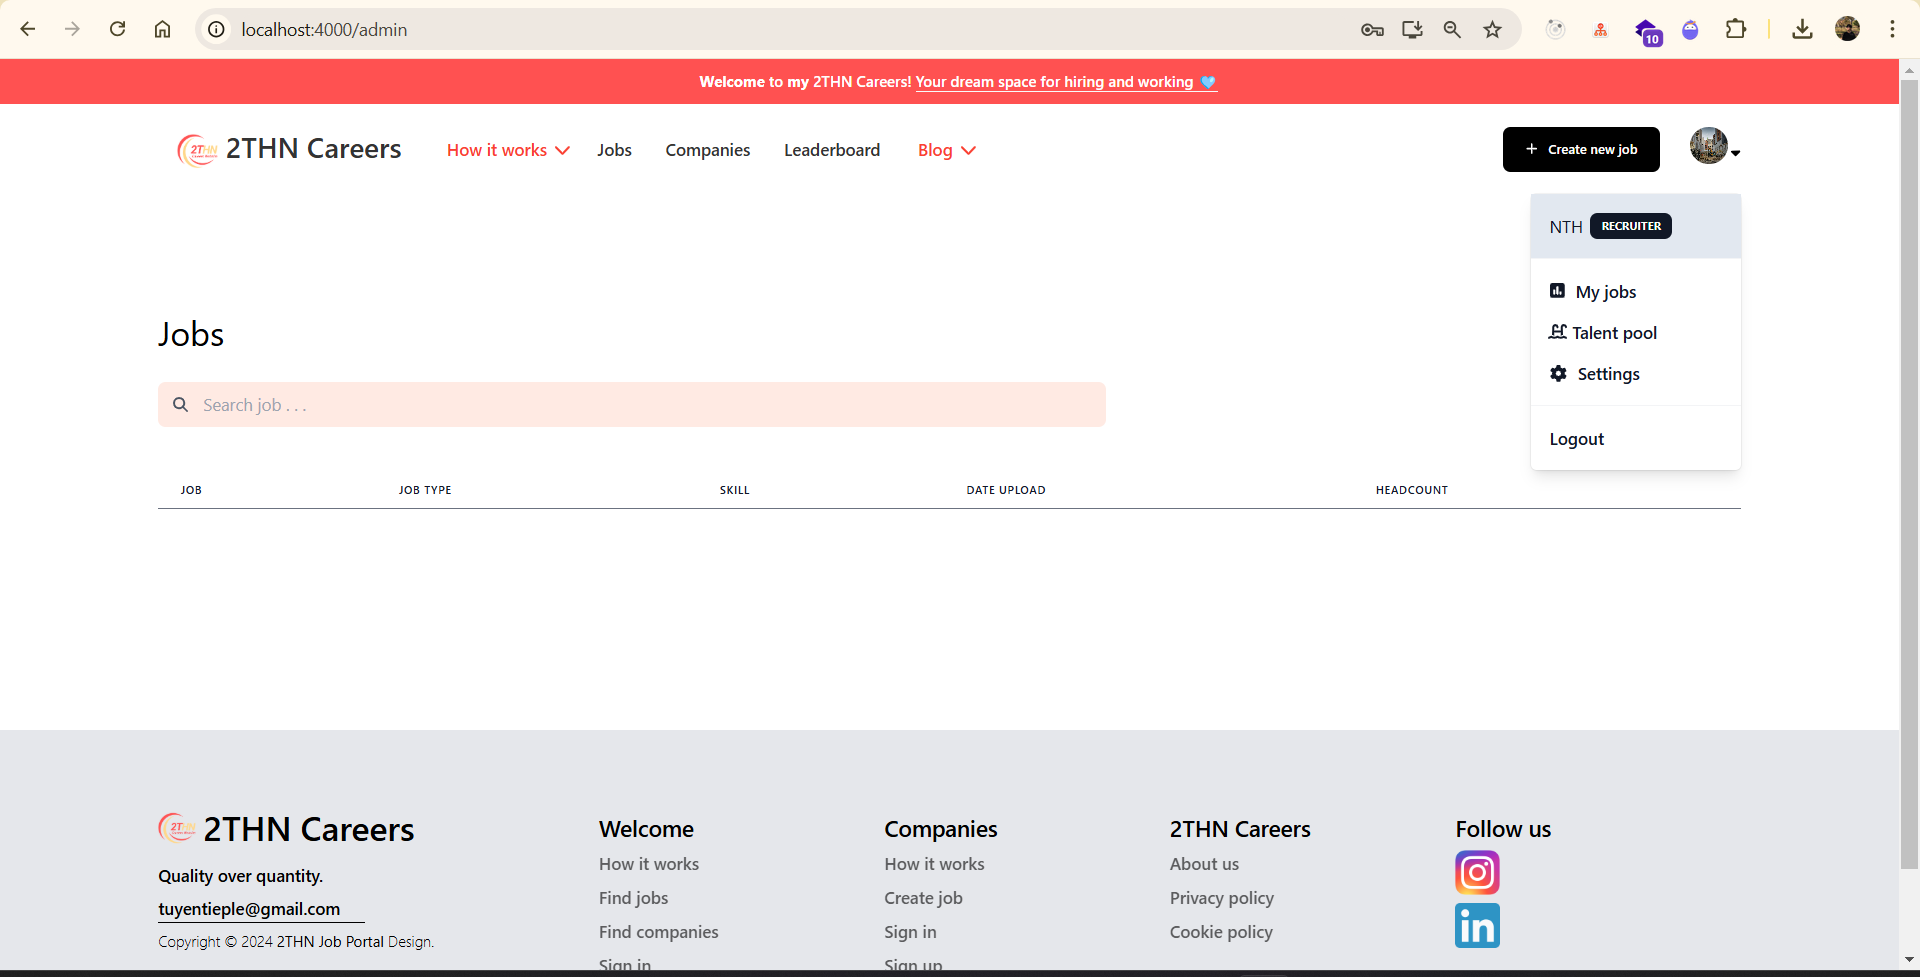 localhost:4000/admin
10
Welcome to my 2THN Careers! Your dream space for hiring and working 🩵
2THN
2THN Careers
How it works
Jobs
Companies
Leaderboard
Blog
+ Create new job
NTH RECRUITER
My jobs
Talent pool
Settings
Logout
Jobs
Search job . . .
JOB
JOB TYPE
SKILL
DATE UPLOAD
HEADCOUNT
2THN Careers
Quality over quantity.
tuyentieple@gmail.com
Copyright © 2024 2THN Job Portal Design.
Welcome
How it works
Find jobs
Find companies
Sign in
Companies
How it works
Create job
Sign in
Sign up
2THN Careers
About us
Privacy policy
Cookie policy
Follow us
in